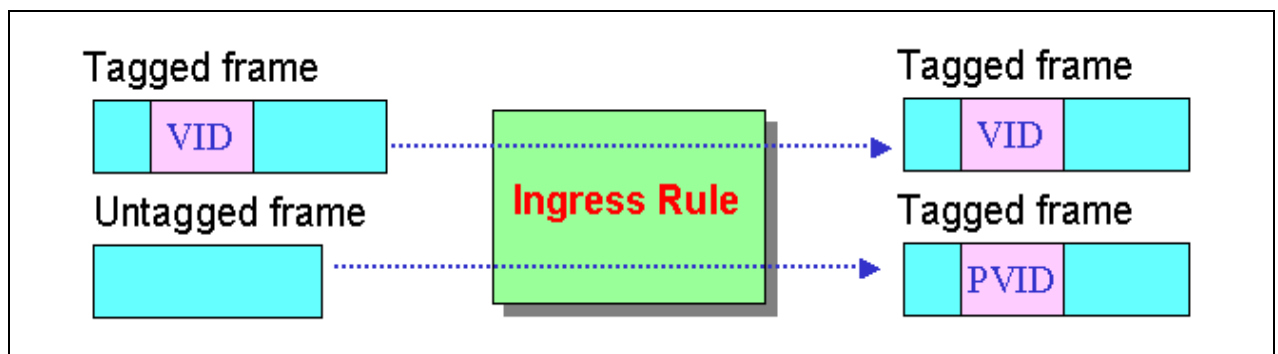 Tagged frame
VID
Untagged frame
Ingress Rule
Tagged frame
VID
Tagged frame
PVID